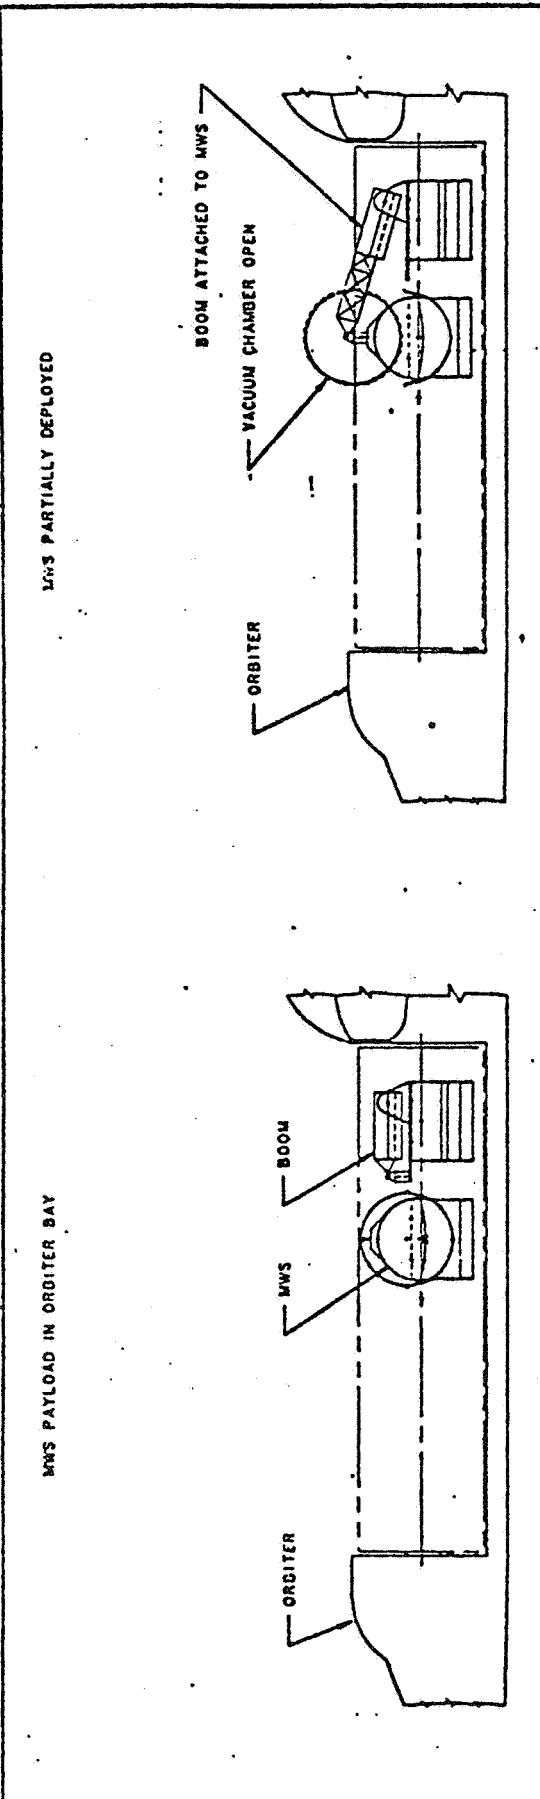 MWS PAYLOAD IN ORBITER BAY
ORBITER
MWS
BOOM
MWS PARTIALLY DEPLOYED
ORBITER
VACUUM CHAMBER OPEN
BOOM ATTACHED TO MWS